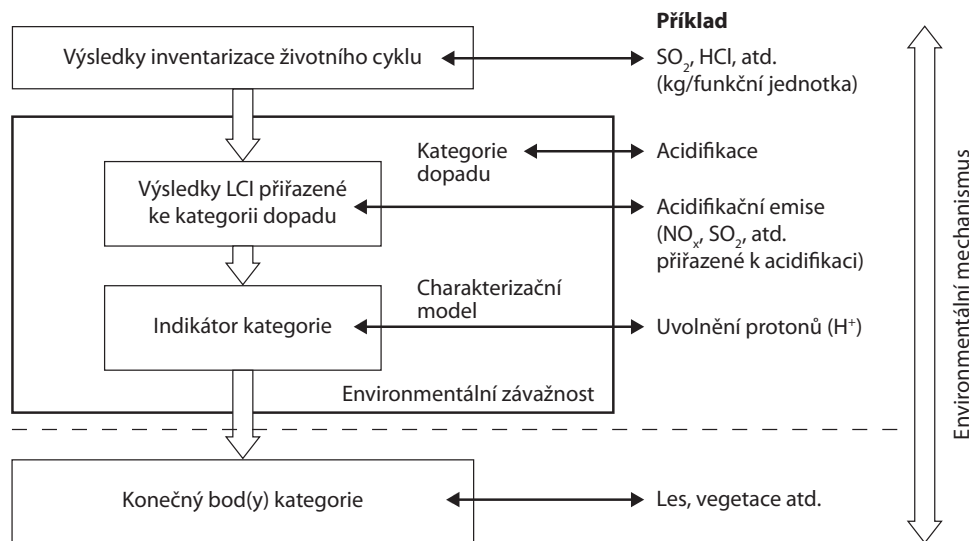 Příklad
Výsledky inventarizace životního cyklu
SO₂, HCl, atd.
(kg/funkční jednotka)
Kategorie
dopadu
Acidifikace
Výsledky LCI přiřazené
ke kategorii dopadu
Acidifikační emise
(NOₓ, SO₂, atd.
přiřazené k acidifikaci)
Charakterizační
model
Indikátor kategorie
Uvolnění protonů (H⁺)
Environmentální závažnost
Konečný bod(y) kategorie
Les, vegetace atd.
Environmentální mechanismus